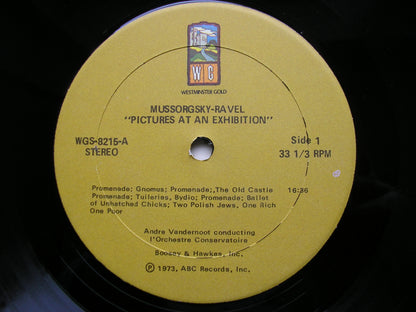 W C
WESTMINSTER GOLD
MUSSORGSKY-RAVEL
"PICTURES AT AN EXHIBITION"
WGS-8215-A
STEREO
Side 1
33 1/3 RPM
Promenade; Gnomus; Promenade;,The Old Castle 16:36
Promenade; Tuileries, Bydlo; Promenade; Ballet
of Unhatched Chicks; Two Polish Jews, One Rich
One Poor
Andre Vandernoot conducting
l'Orchestre Conservatoire
Boosey & Hawkes, Inc.
Ⓟ 1973, ABC Records, Inc.